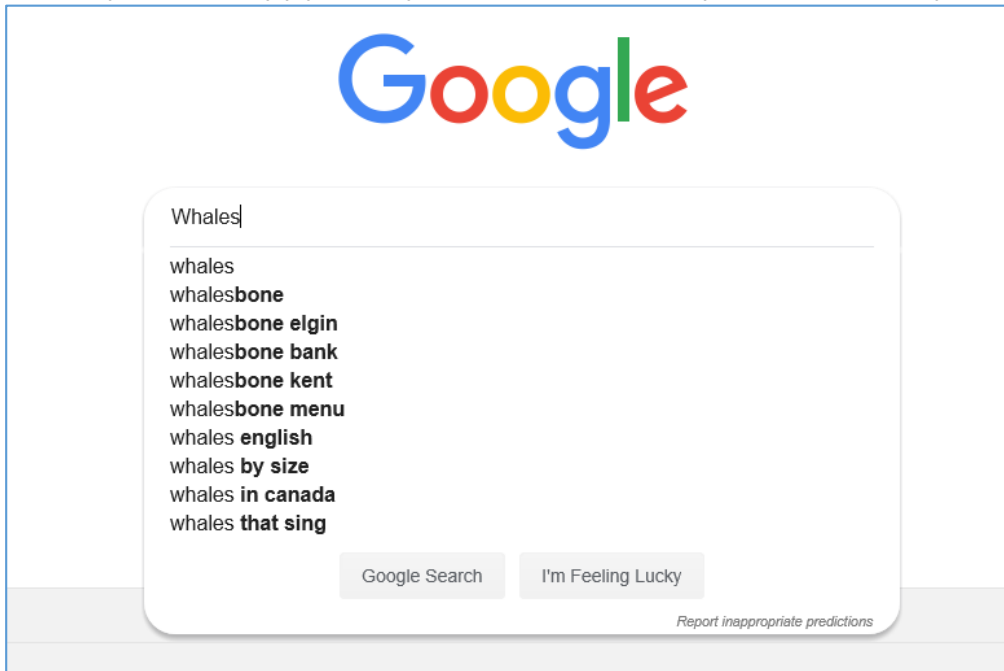 Google
Whales
whales
whalesbone
whalesbone elgin
whalesbone bank
whalesbone kent
whalesbone menu
whales english
whales by size
whales in canada
whales that sing
Google Search I'm Feeling Lucky
Report inappropriate predictions